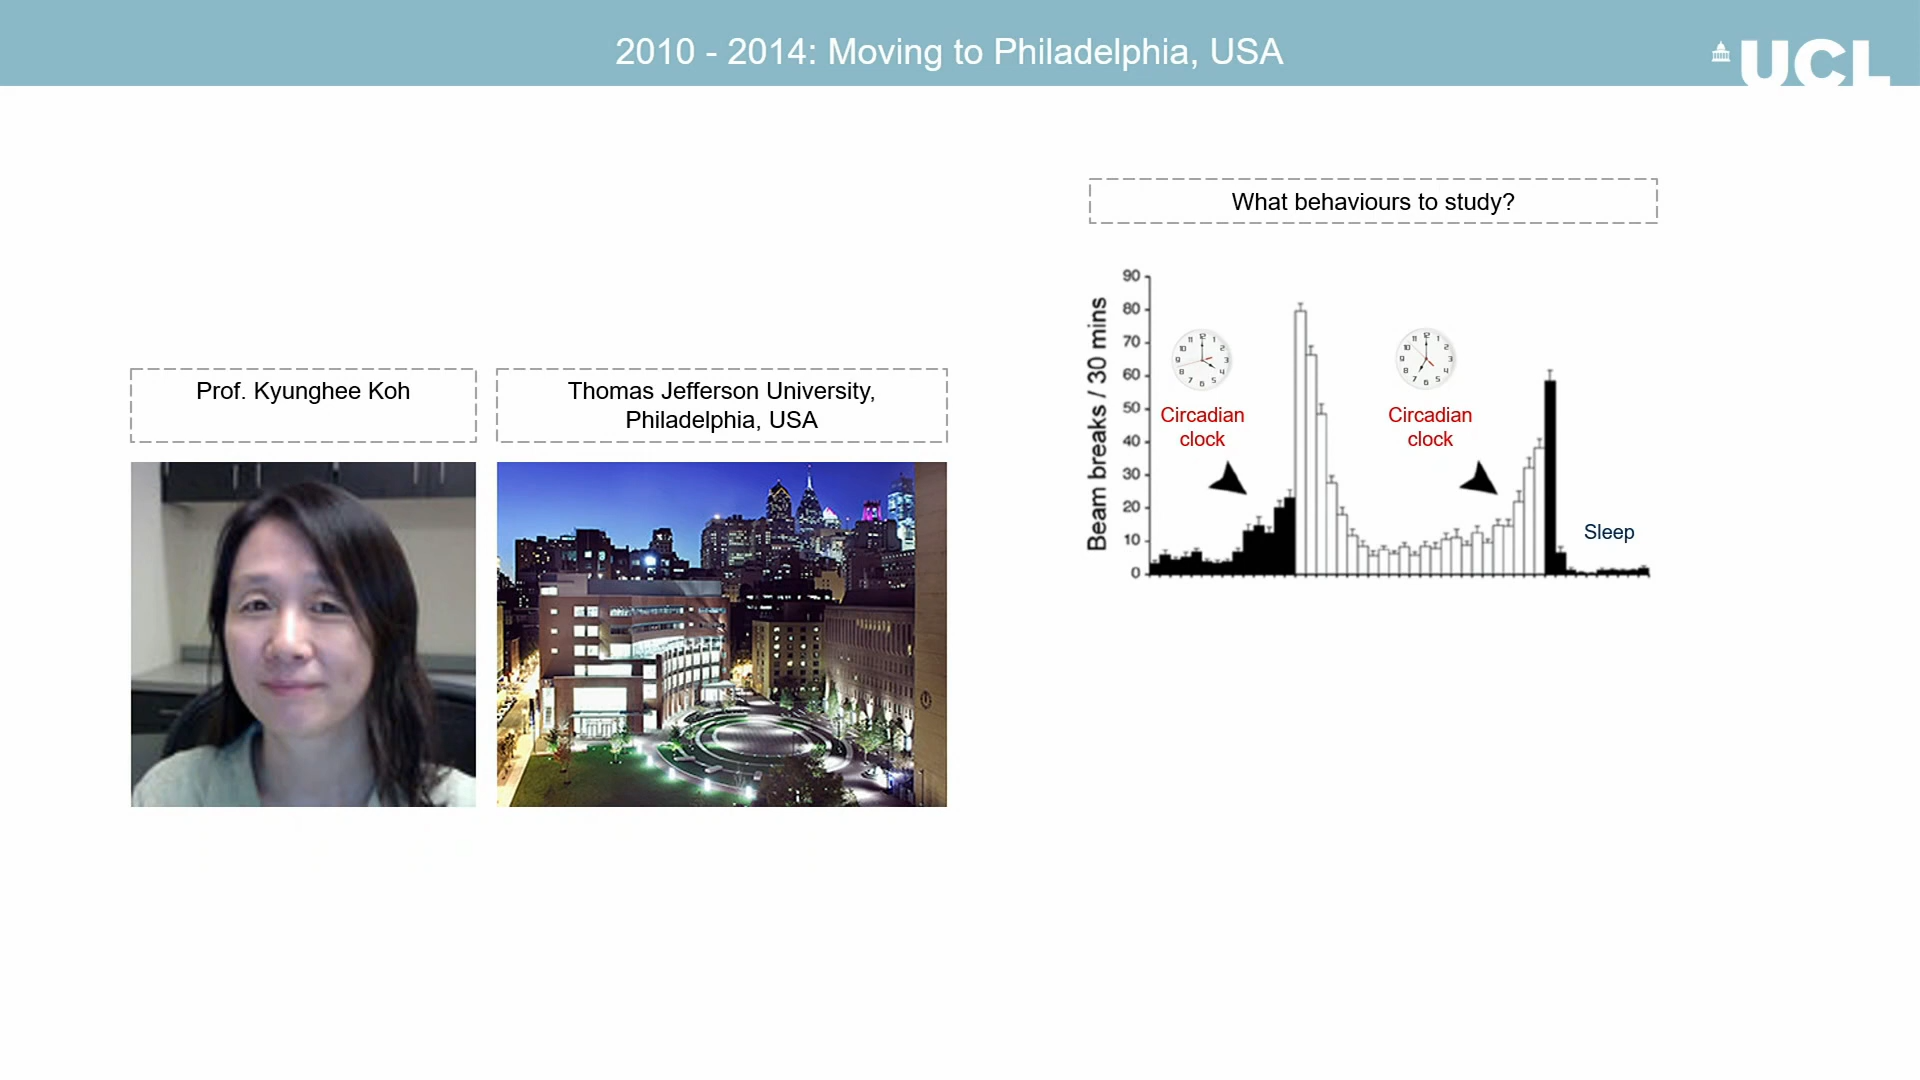 2010 - 2014: Moving to Philadelphia, USA
UCL
Prof. Kyunghee Koh
Thomas Jefferson University,
Philadelphia, USA
What behaviours to study?
Beam breaks / 30 mins
90
80
70
60
50
40
30
20
10
0
Circadian
clock
Circadian
clock
Sleep